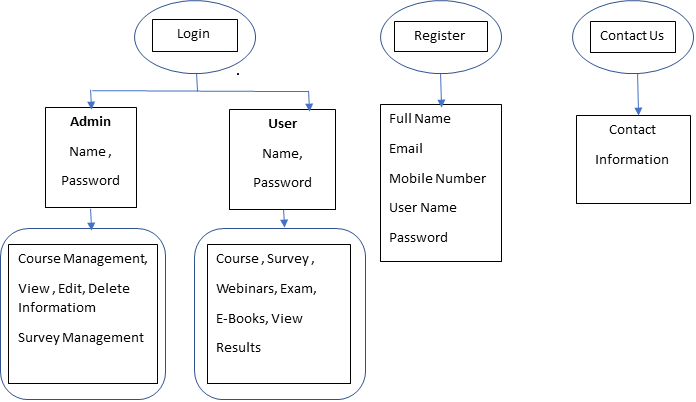 Login
Register
Contact Us
Admin
Name ,
Password
User
Name,
Password
Full Name
Email
Mobile Number
User Name
Password
Contact
Information
Course Management,
View , Edit, Delete
Informatiom
Survey Management
Course , Survey ,
Webinars, Exam,
E-Books, View
Results